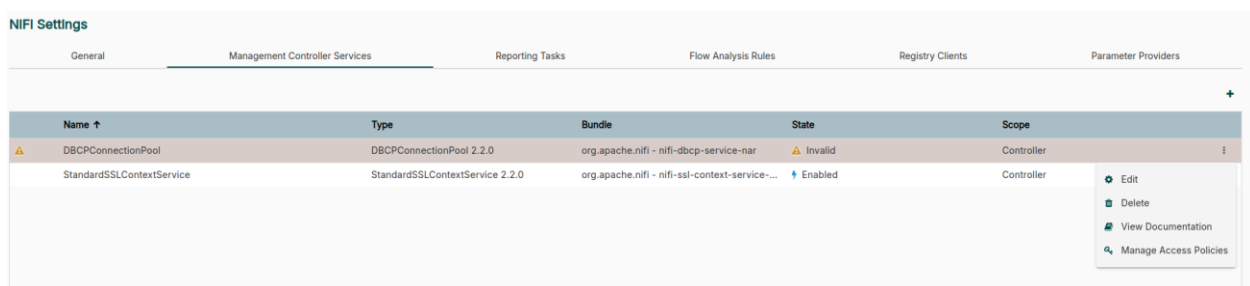 NIFI Settings
General Management Controller Services Reporting Tasks Flow Analysis Rules Registry Clients Parameter Providers
Name ↑ Type Bundle State Scope
DBCPConnectionPool DBCPConnectionPool 2.2.0 org.apache.nifi - nifi-dbcp-service-nar Invalid Controller
StandardSSLContextService StandardSSLContextService 2.2.0 org.apache.nifi - nifi-ssl-context-service-... Enabled Controller
Edit
Delete
View Documentation
Manage Access Policies